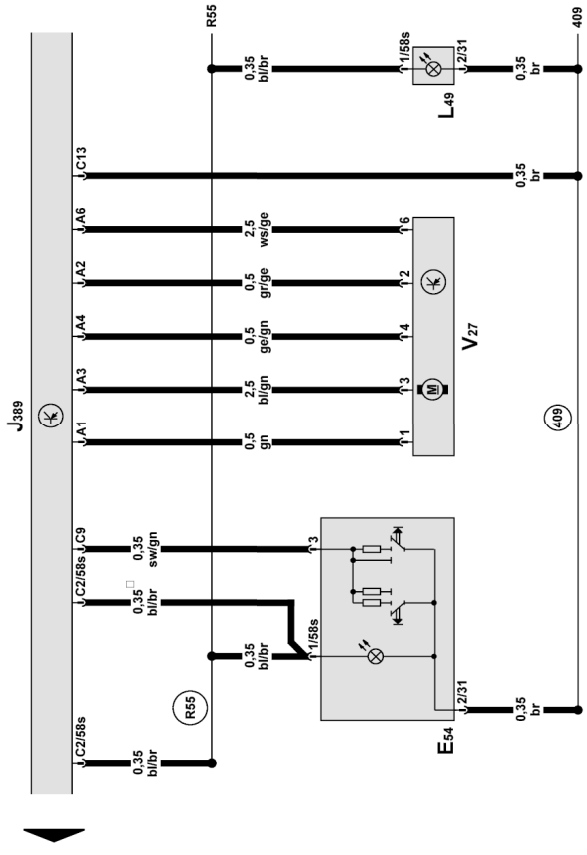 J389
C2/58s
C2/58s
C9
A1
A3
A4
A2
A6
C13
0,35
bl/br
0,35
bl/br
0,35
sw/gn
0,5
gn
2,5
bl/gn
0,5
ge/gn
0,5
gr/ge
2,5
ws/ge
0,35
bl/br
R55
R55
0,35
bl/br
1/58s
3
1
3
4
2
6
1/58s
M
E54
V27
L49
2/31
2/31
0,35
br
0,35
br
0,35
br
409
409